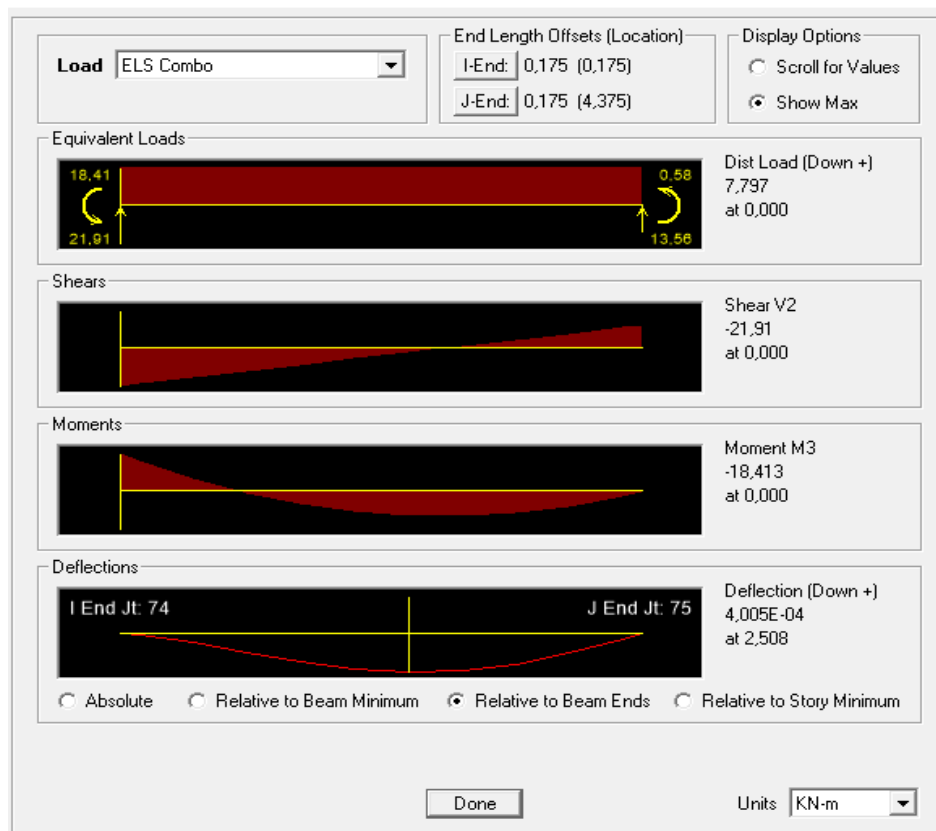 Load ELS Combo
End Length Offsets (Location)
I-End: 0,175 (0,175)
J-End: 0,175 (4,375)
Display Options
Scroll for Values
Show Max
Equivalent Loads
18,41
0,58
21,91
13,56
Dist Load (Down +)
7,797
at 0,000
Shears
Shear V2
-21,91
at 0,000
Moments
Moment M3
-18,413
at 0,000
Deflections
I End Jt: 74
J End Jt: 75
Deflection (Down +)
4,005E-04
at 2,508
Absolute Relative to Beam Minimum Relative to Beam Ends Relative to Story Minimum
Done
Units KN-m